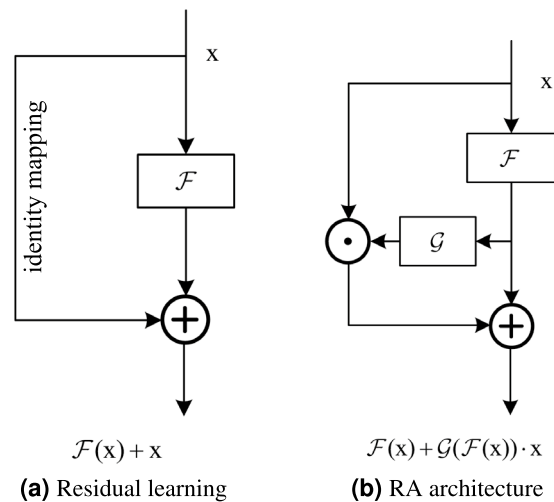 x
identity mapping
ℱ
ℱ(x) + x
(a) Residual learning
x
ℱ
𝒢
ℱ(x) + 𝒢(ℱ(x)) · x
(b) RA architecture